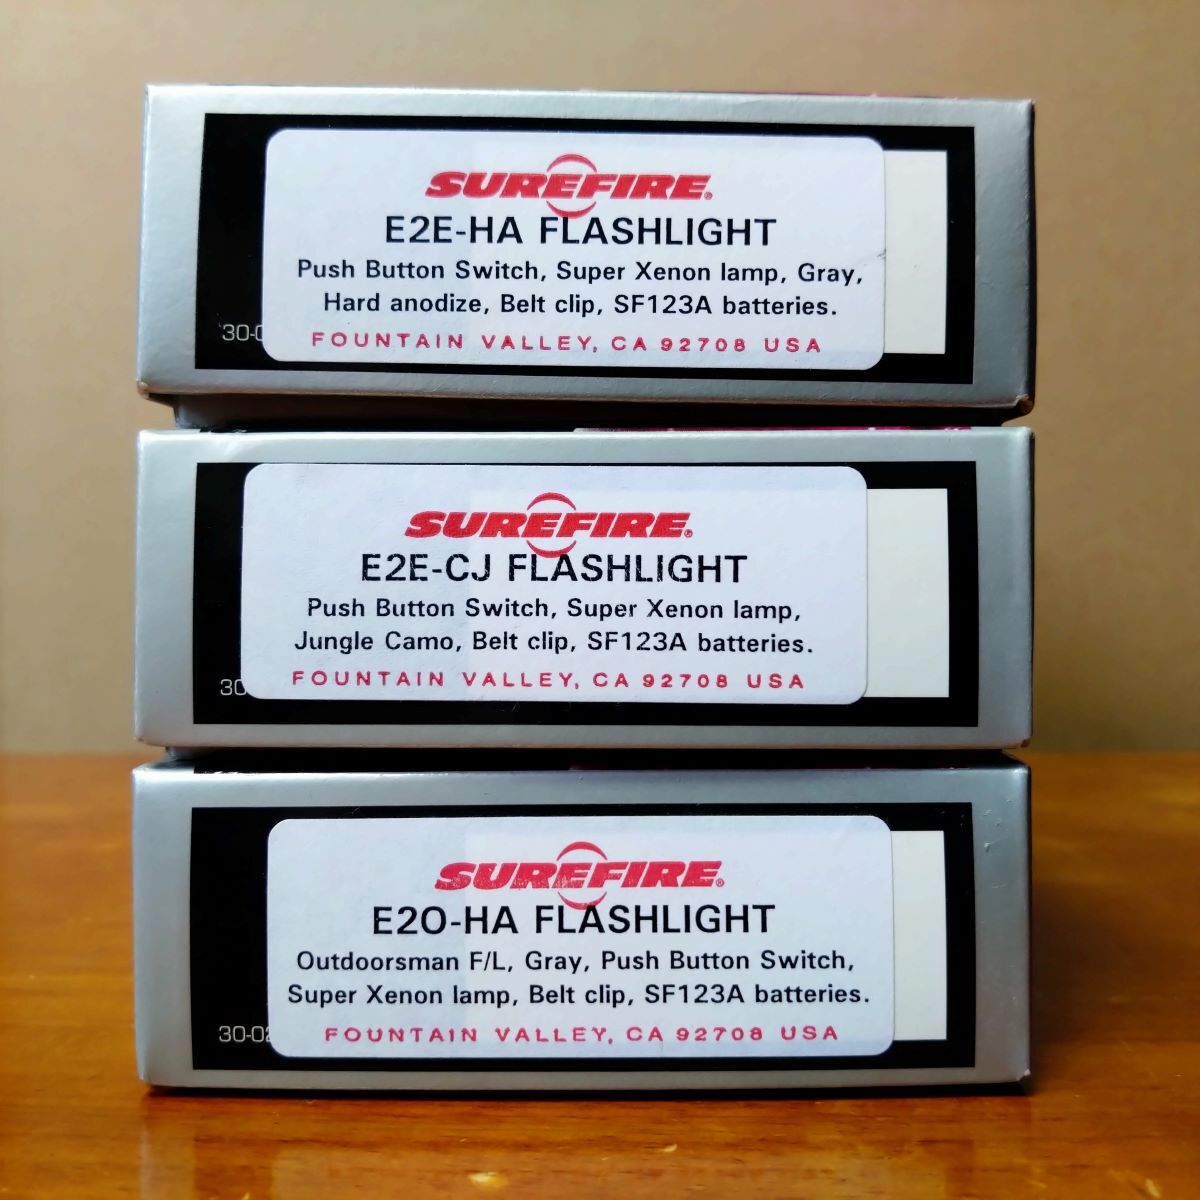 SUREFIRE®
E2E-HA FLASHLIGHT
Push Button Switch, Super Xenon lamp, Gray,
Hard anodize, Belt clip, SF123A batteries.
FOUNTAIN VALLEY, CA 92708 USA
SUREFIRE®
E2E-CJ FLASHLIGHT
Push Button Switch, Super Xenon lamp,
Jungle Camo, Belt clip, SF123A batteries.
FOUNTAIN VALLEY, CA 92708 USA
30
SUREFIRE®
E2O-HA FLASHLIGHT
Outdoorsman F/L, Gray, Push Button Switch,
Super Xenon lamp, Belt clip, SF123A batteries.
FOUNTAIN VALLEY, CA 92708 USA